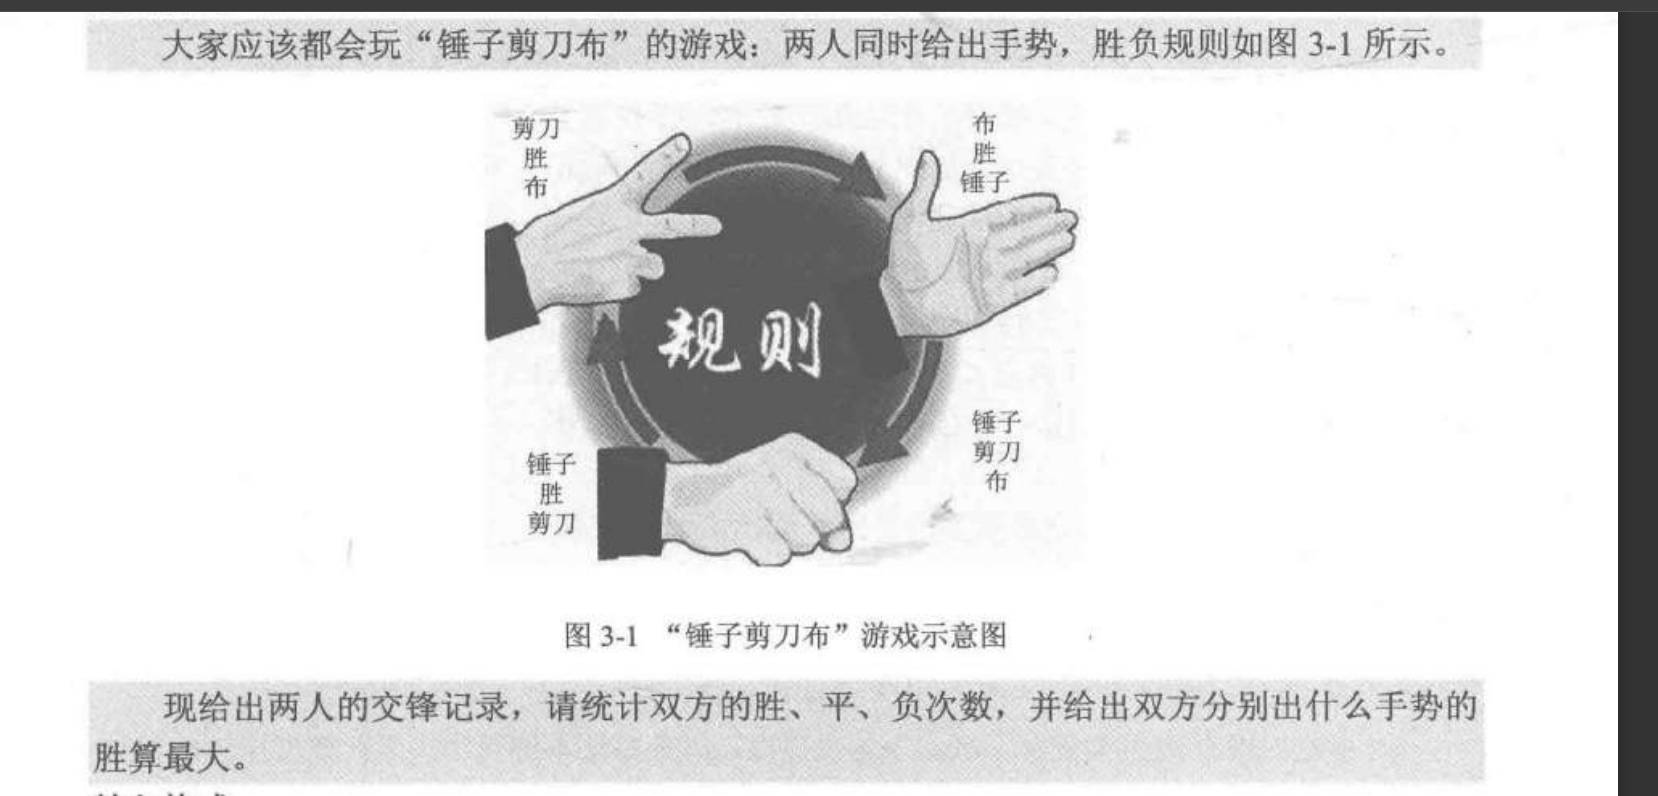 大家应该都会玩“锤子剪刀布”的游戏：两人同时给出手势，胜负规则如图 3-1 所示。
剪刀
胜
布
布
胜
锤子
规则
锤子
胜
剪刀
锤子
剪刀
布
图 3-1 “锤子剪刀布”游戏示意图
现给出两人的交锋记录，请统计双方的胜、平、负次数，并给出双方分别出什么手势的
胜算最大。